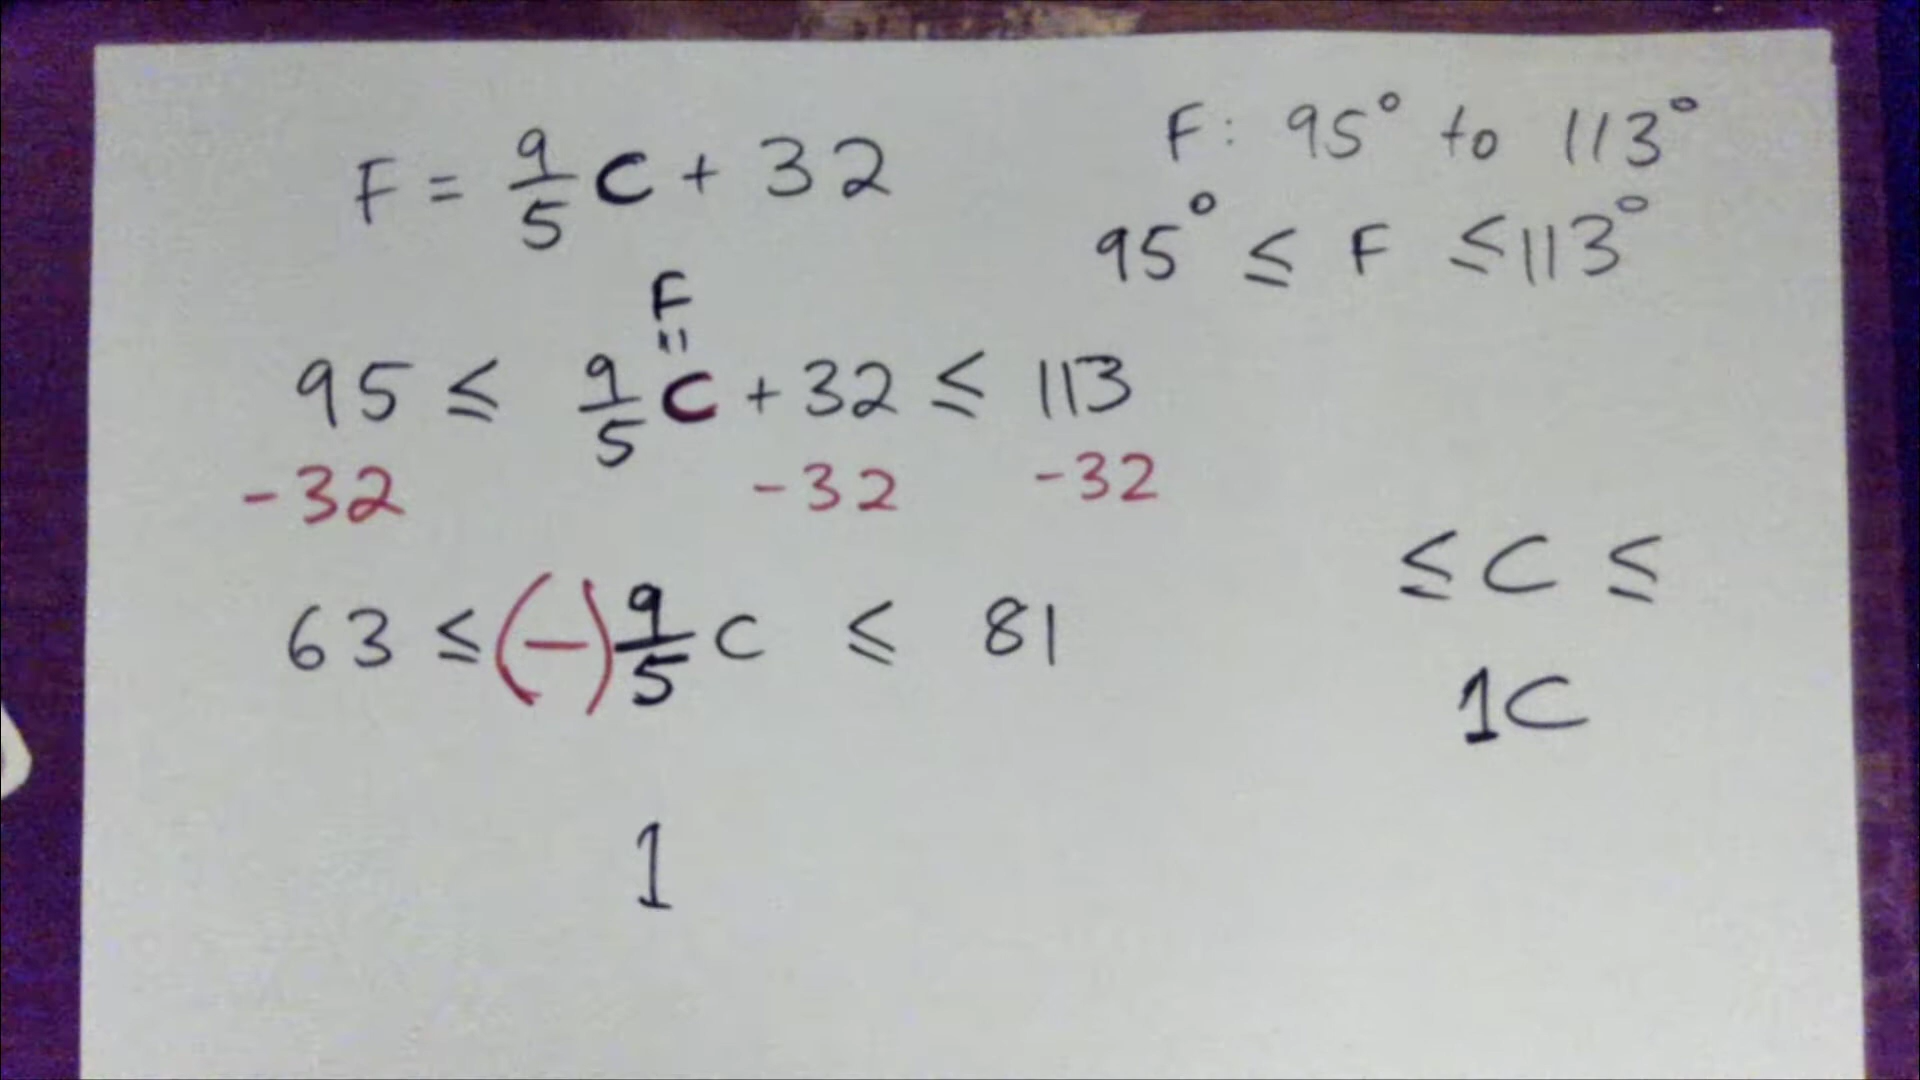 F = 9/5 C + 32
F: 95° to 113°
95° ≤ F ≤ 113°
F
=
95 ≤ 9/5 C + 32 ≤ 113
-32 -32 -32
63 ≤ (-) 9/5 C ≤ 81
≤ C ≤
1C
1